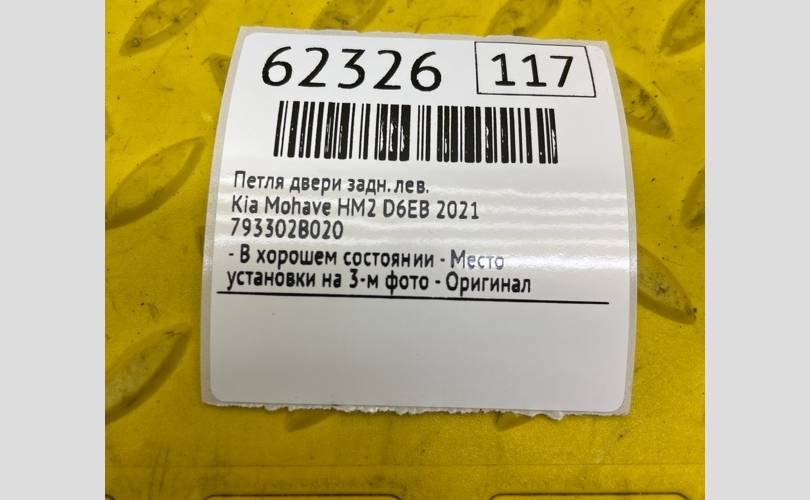 62326 117
Петля двери задн. лев.
Kia Mohave HM2 D6EB 2021
793302B020
- В хорошем состоянии - Место
установки на 3-м фото - Оригинал